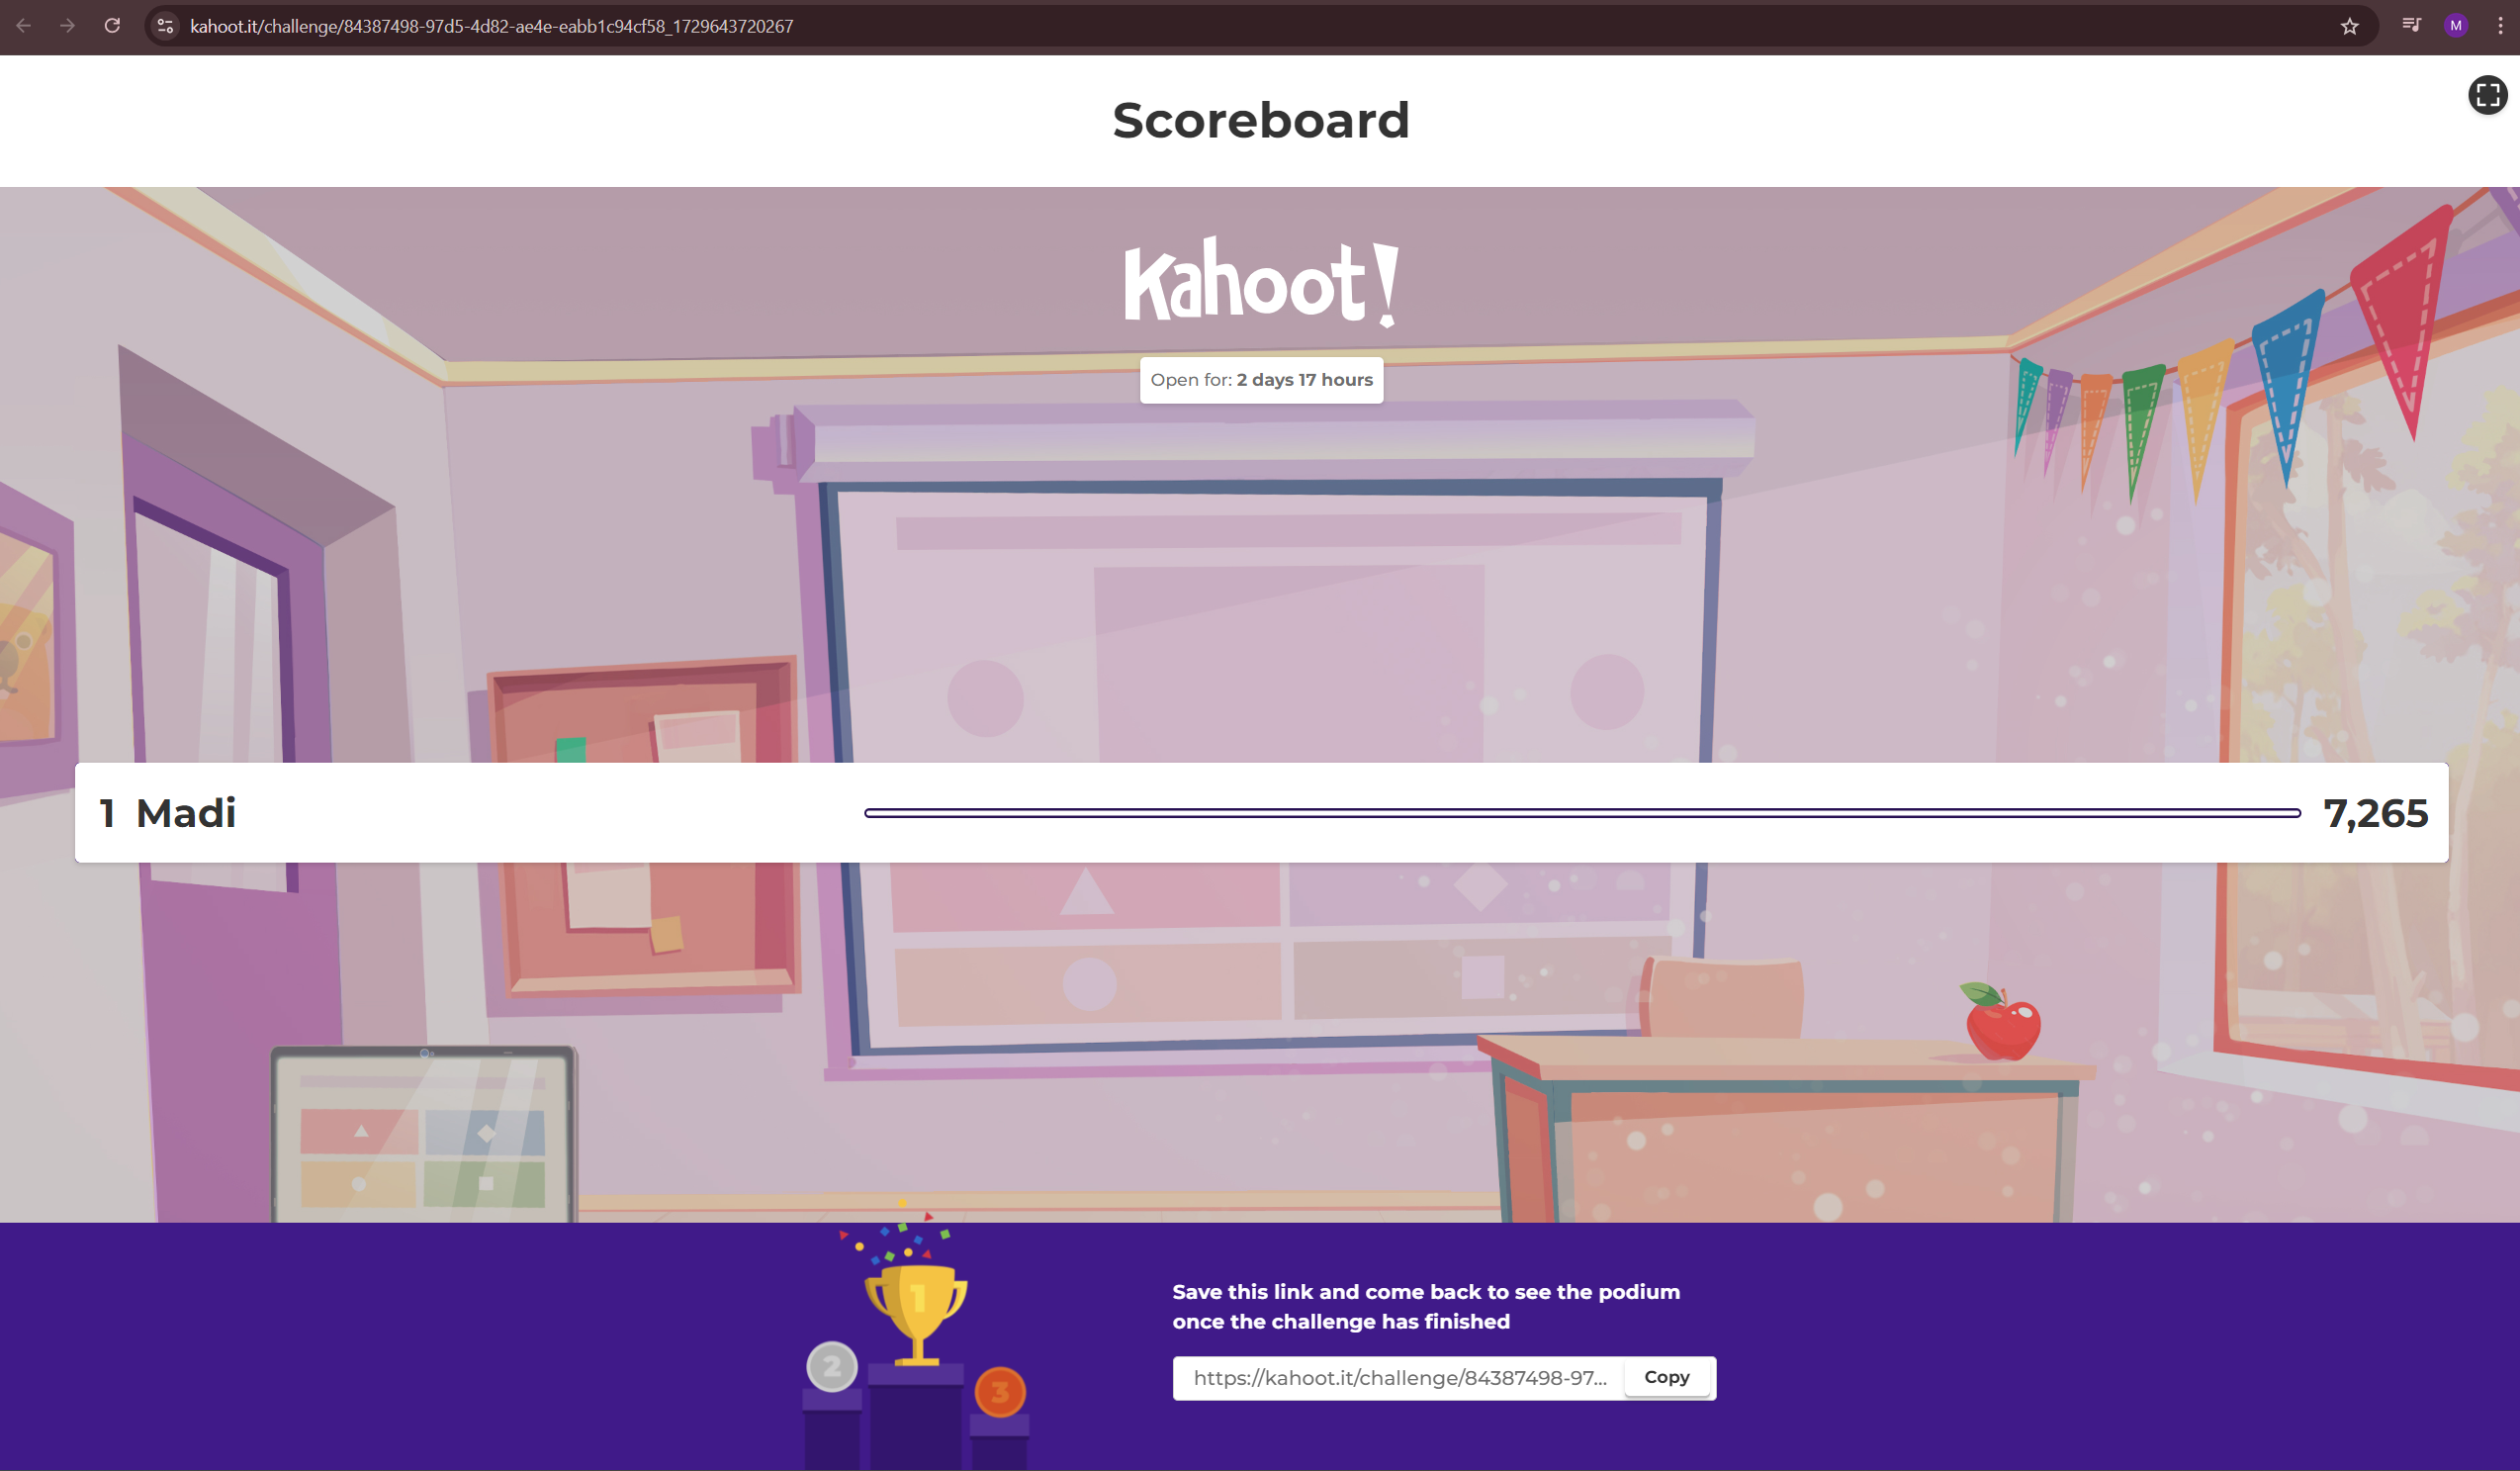 kahoot.it/challenge/84387498-97d5-4d82-ae4e-eabb1c94cf58_1729643720267
M
Scoreboard
Kahoot!
Open for: 2 days 17 hours
1 Madi 7,265
1
2
3
Save this link and come back to see the podium
once the challenge has finished
https://kahoot.it/challenge/84387498-97... Copy